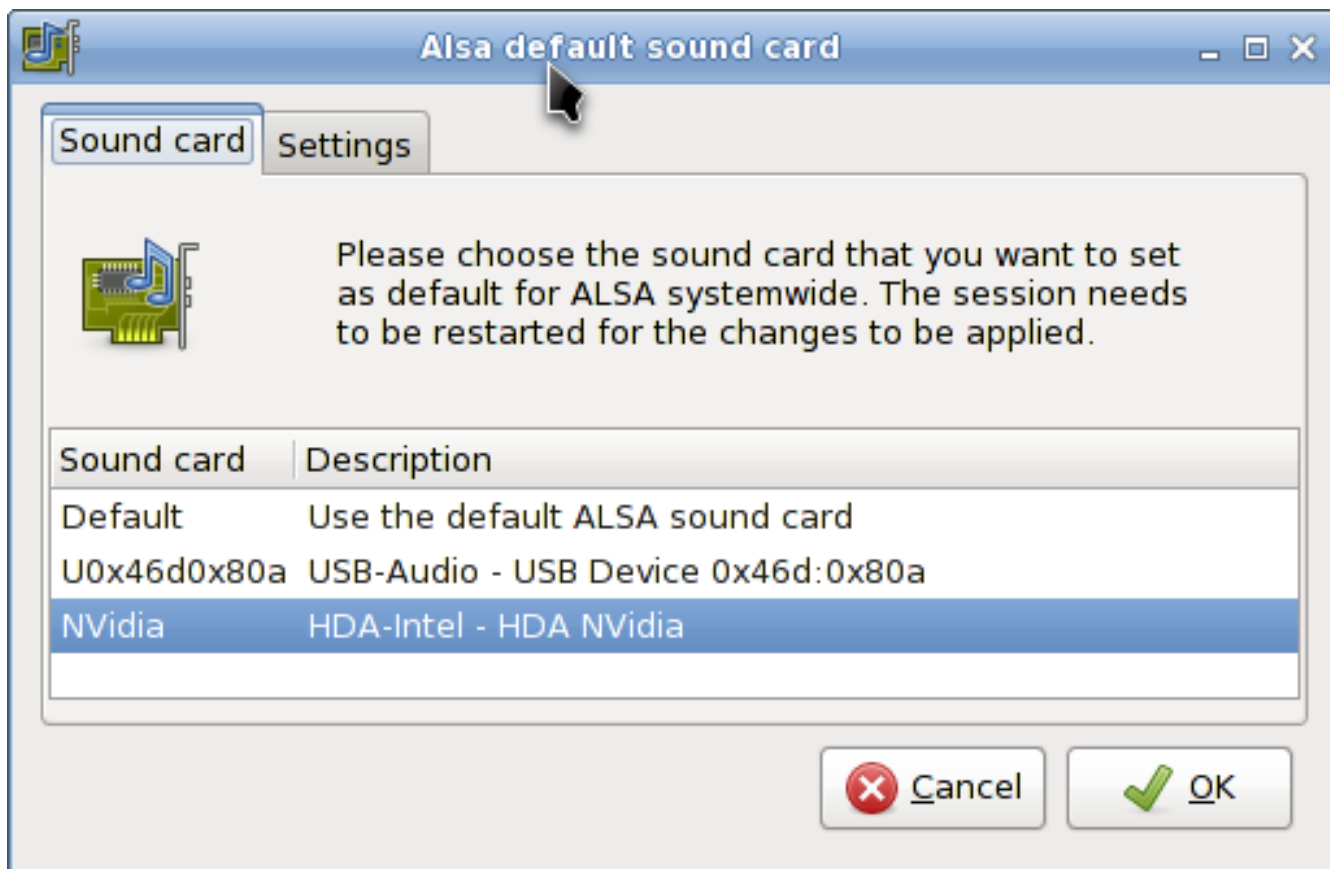 Alsa default sound card
Sound card Settings
Please choose the sound card that you want to set
as default for ALSA systemwide. The session needs
to be restarted for the changes to be applied.
Sound card Description
Default Use the default ALSA sound card
U0x46d0x80a USB-Audio - USB Device 0x46d:0x80a
NVidia HDA-Intel - HDA NVidia
Cancel OK